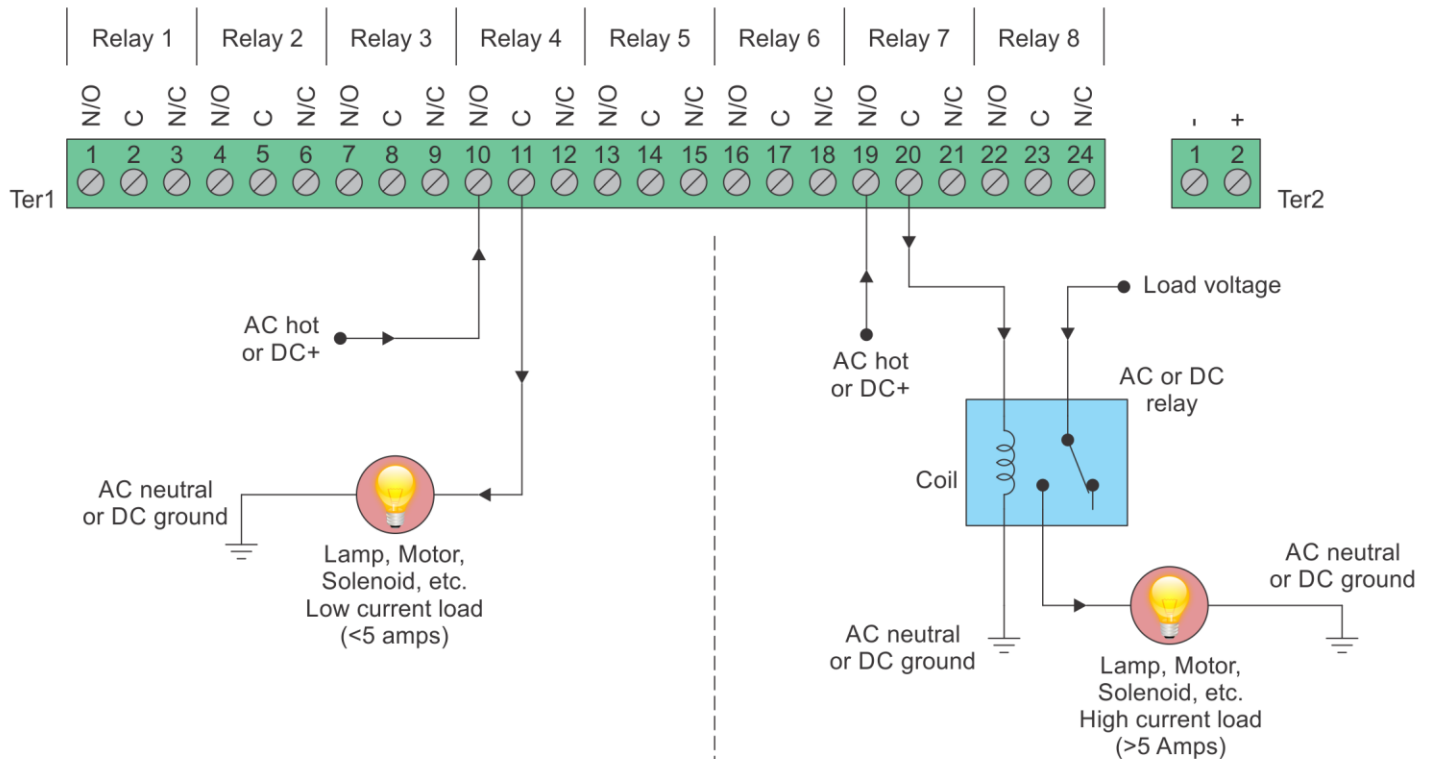 Relay 1 Relay 2 Relay 3 Relay 4 Relay 5 Relay 6 Relay 7 Relay 8
N/O C N/C N/O C N/C N/O C N/C N/O C N/C N/O C N/C N/O C N/C N/O C N/C N/O C N/C - +
1 2 3 4 5 6 7 8 9 10 11 12 13 14 15 16 17 18 19 20 21 22 23 24 1 2
Ter1
Ter2
AC hot
or DC+
AC neutral
or DC ground
Lamp, Motor,
Solenoid, etc.
Low current load
(<5 amps)
AC hot
or DC+
Load voltage
AC or DC
relay
Coil
AC neutral
or DC ground
AC neutral
or DC ground
Lamp, Motor,
Solenoid, etc.
High current load
(>5 Amps)